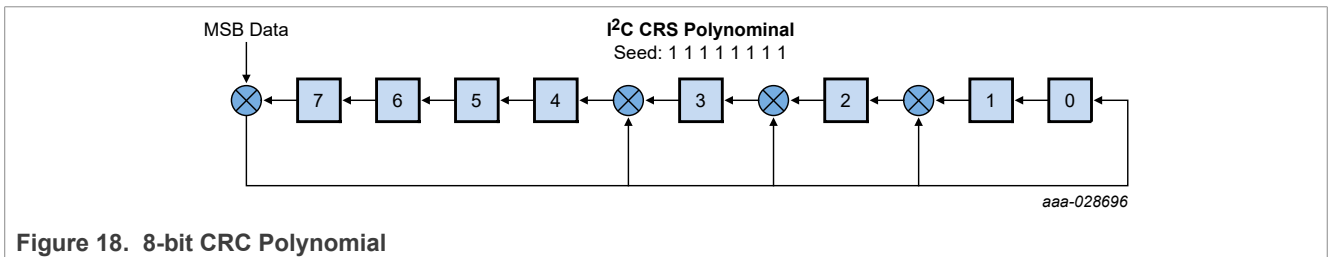 MSB Data
I2C CRS Polynominal
Seed: 1 1 1 1 1 1 1 1
7 6 5 4 3 2 1 0
aaa-028696
Figure 18. 8-bit CRC Polynomial